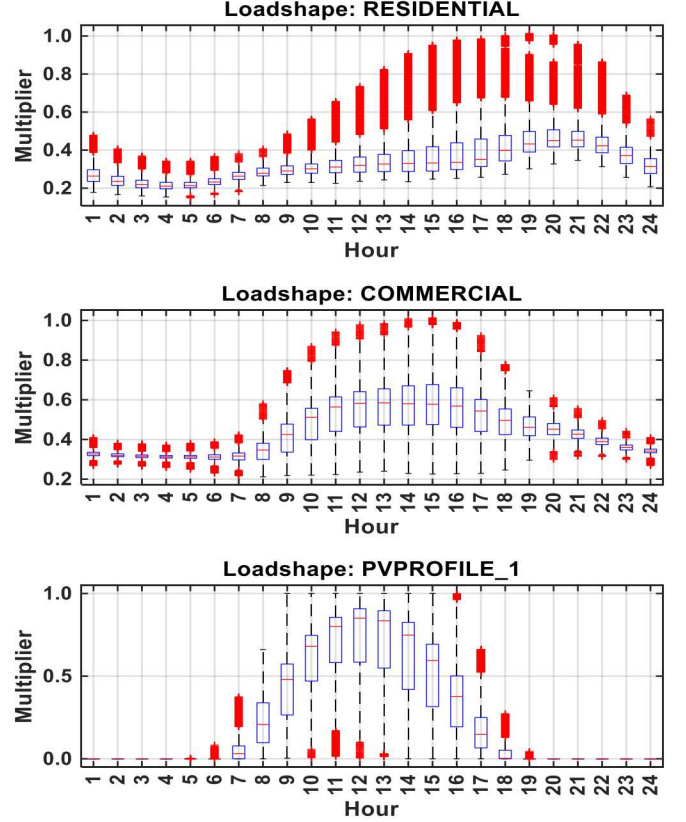 Loadshape: RESIDENTIAL
1.0
0.8
0.6
0.4
0.2
Multiplier
1 2 3 4 5 6 7 8 9 10 11 12 13 14 15 16 17 18 19 20 21 22 23 24
Hour
Loadshape: COMMERCIAL
1.0
0.8
0.6
0.4
0.2
Multiplier
1 2 3 4 5 6 7 8 9 10 11 12 13 14 15 16 17 18 19 20 21 22 23 24
Hour
Loadshape: PVPROFILE_1
1.0
0.5
0.0
Multiplier
1 2 3 4 5 6 7 8 9 10 11 12 13 14 15 16 17 18 19 20 21 22 23 24
Hour